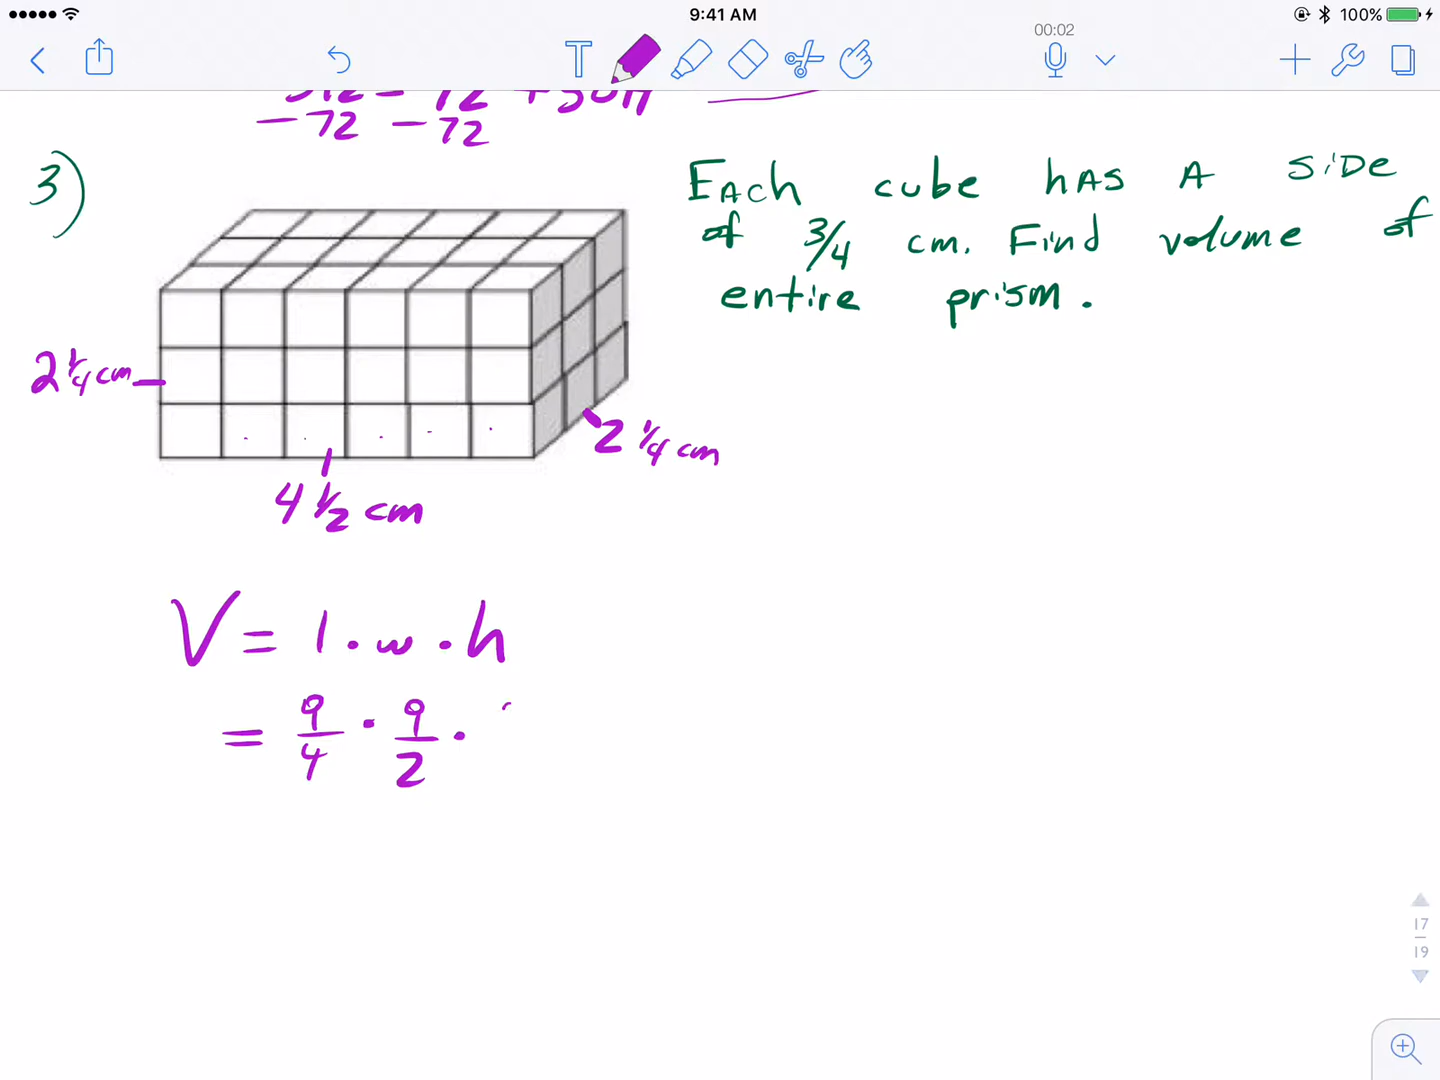 9:41 AM
100%
00:02
T
-72 -72
3)
Each cube has a side
of 3/4 cm. Find volume of
entire prism.
2 1/4 cm
2 1/4 cm
4 1/2 cm
V = l · w · h
= 9/4 · 9/2 ·
17
19